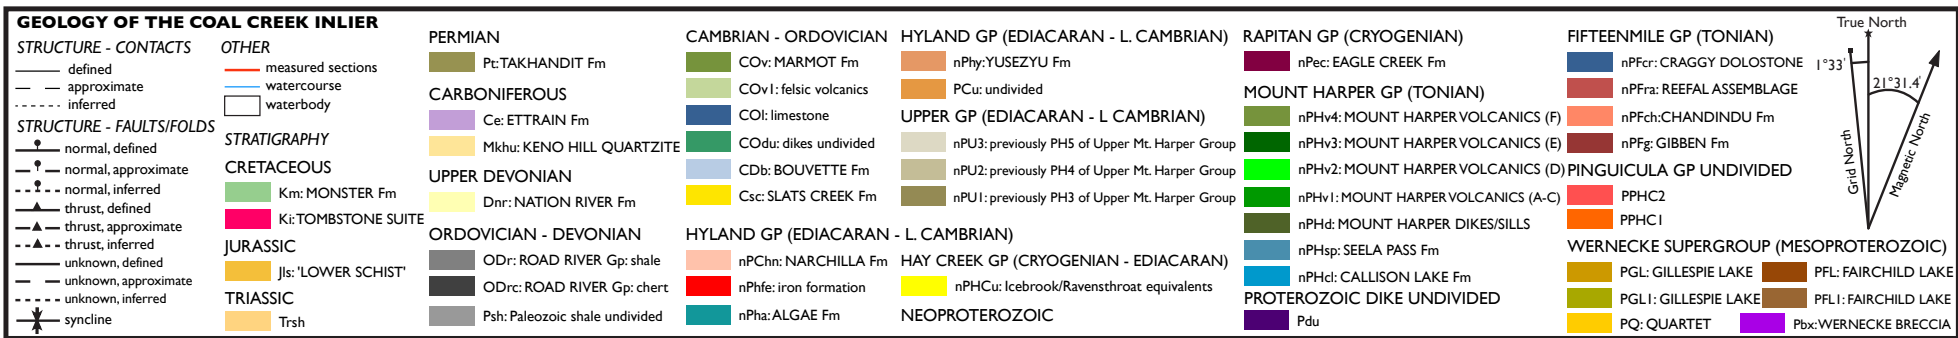 GEOLOGY OF THE COAL CREEK INLIER
STRUCTURE - CONTACTS
defined
approximate
inferred
STRUCTURE - FAULTS/FOLDS
normal, defined
normal, approximate
normal, inferred
thrust, defined
thrust, approximate
thrust, inferred
unknown, defined
unknown, approximate
unknown, inferred
syncline
OTHER
measured sections
watercourse
waterbody
STRATIGRAPHY
CRETACEOUS
Km: MONSTER Fm
Ki: TOMBSTONE SUITE
JURASSIC
Jls: 'LOWER SCHIST'
TRIASSIC
Trsh
PERMIAN
Pt: TAKHANDIT Fm
CARBONIFEROUS
Ce: ETTRAIN Fm
Mkhu: KENO HILL QUARTZITE
UPPER DEVONIAN
Dnr: NATION RIVER Fm
ORDOVICIAN - DEVONIAN
ODr: ROAD RIVER Gp: shale
ODrc: ROAD RIVER Gp: chert
Psh: Paleozoic shale undivided
CAMBRIAN - ORDOVICIAN
COv: MARMOT Fm
COv1: felsic volcanics
COl: limestone
COdu: dikes undivided
CDb: BOUVETTE Fm
Csc: SLATS CREEK Fm
HYLAND GP (EDIACARAN - L. CAMBRIAN)
nPChn: NARCHILLA Fm
nPhfe: iron formation
nPha: ALGAE Fm
HYLAND GP (EDIACARAN - L. CAMBRIAN)
nPhy: YUSEZYU Fm
PCu: undivided
UPPER GP (EDIACARAN - L CAMBRIAN)
nPU3: previously PH5 of Upper Mt. Harper Group
nPU2: previously PH4 of Upper Mt. Harper Group
nPU1: previously PH3 of Upper Mt. Harper Group
HAY CREEK GP (CRYOGENIAN - EDIACARAN)
nPHCu: Icebrook/Ravensthroat equivalents
NEOPROTEROZOIC
RAPITAN GP (CRYOGENIAN)
nPec: EAGLE CREEK Fm
MOUNT HARPER GP (TONIAN)
nPHv4: MOUNT HARPER VOLCANICS (F)
nPHv3: MOUNT HARPER VOLCANICS (E)
nPHv2: MOUNT HARPER VOLCANICS (D)
nPHv1: MOUNT HARPER VOLCANICS (A-C)
nPHd: MOUNT HARPER DIKES/SILLS
nPHsp: SEELA PASS Fm
nPHcl: CALLISON LAKE Fm
PROTEROZOIC DIKE UNDIVIDED
Pdu
FIFTEENMILE GP (TONIAN)
nPFcr: CRAGGY DOLOSTONE
nPFra: REEFAL ASSEMBLAGE
nPFch: CHANDINDU Fm
nPFg: GIBBEN Fm
PINGUICULA GP UNDIVIDED
PPHC2
PPHC1
WERNECKE SUPERGROUP (MESOPROTEROZOIC)
PGL: GILLESPIE LAKE
PFL: FAIRCHILD LAKE
PGL1: GILLESPIE LAKE
PFL1: FAIRCHILD LAKE
PQ: QUARTET
Pbx: WERNECKE BRECCIA
True North
1°33'
21°31.4'
Grid North
Magnetic North